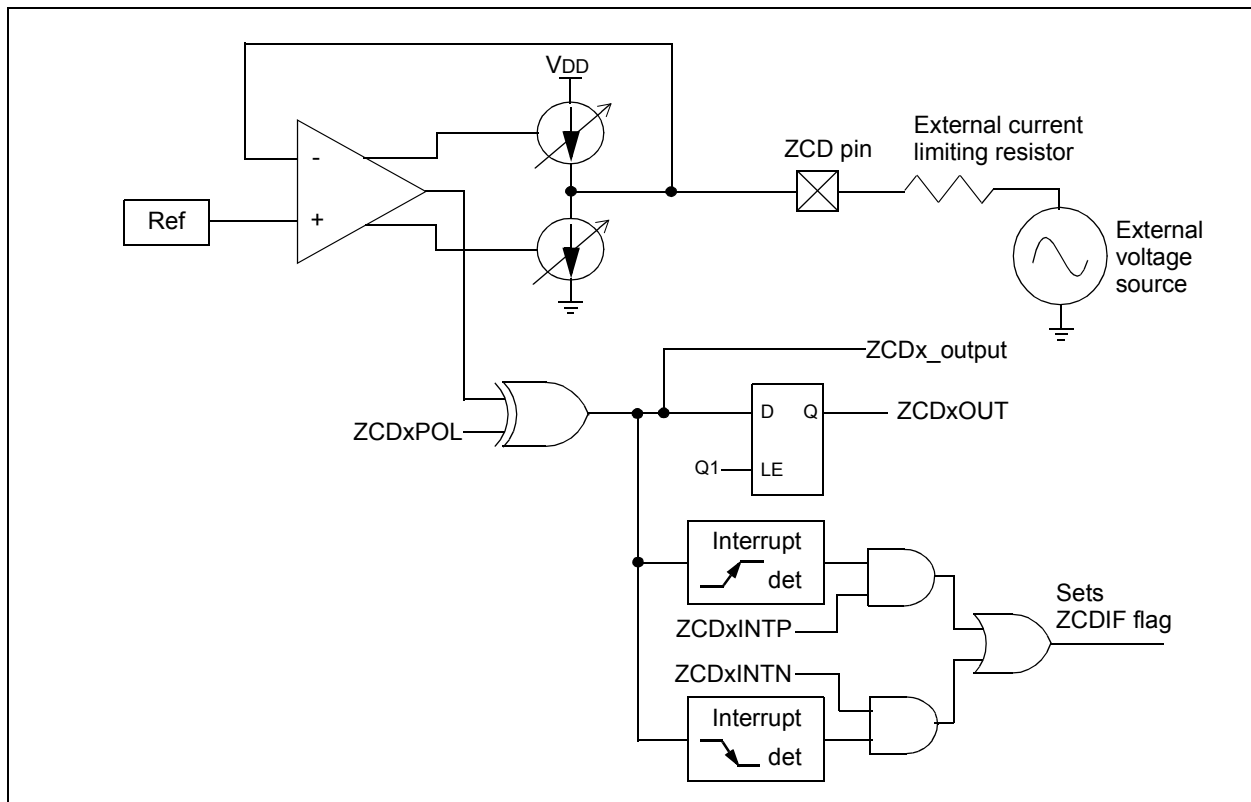 VDD
External current
limiting resistor
ZCD pin
-
+
Ref
External
voltage
source
ZCDx_output
D Q
ZCDxOUT
ZCDxPOL
Q1
LE
Interrupt
det
ZCDxINTP
Sets
ZCDIF flag
ZCDxINTN
Interrupt
det